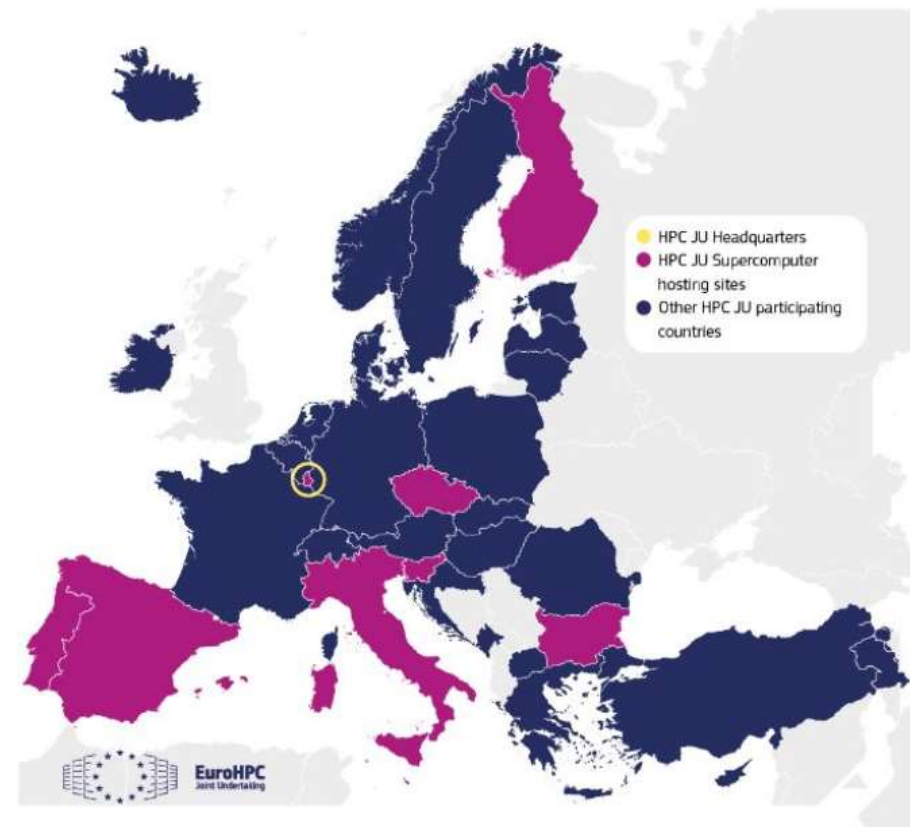 HPC JU Headquarters
HPC JU Supercomputer
hosting sites
Other HPC JU participating
countries
EuroHPC
Joint Undertaking